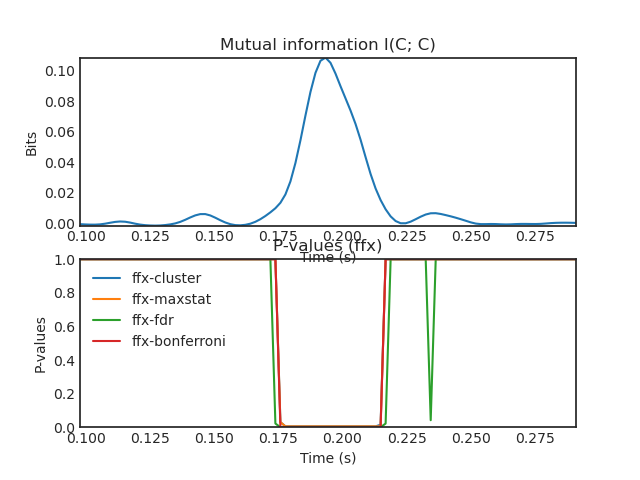 Mutual information I(C; C)
Bits
0.10
0.08
0.06
0.04
0.02
0.00
0.100 0.125 0.150 0.175 0.200 0.225 0.250 0.275
Time (s)
P-values (ffx)
P-values
1.0
0.8
0.6
0.4
0.2
0.0
ffx-cluster
ffx-maxstat
ffx-fdr
ffx-bonferroni
0.100 0.125 0.150 0.175 0.200 0.225 0.250 0.275
Time (s)